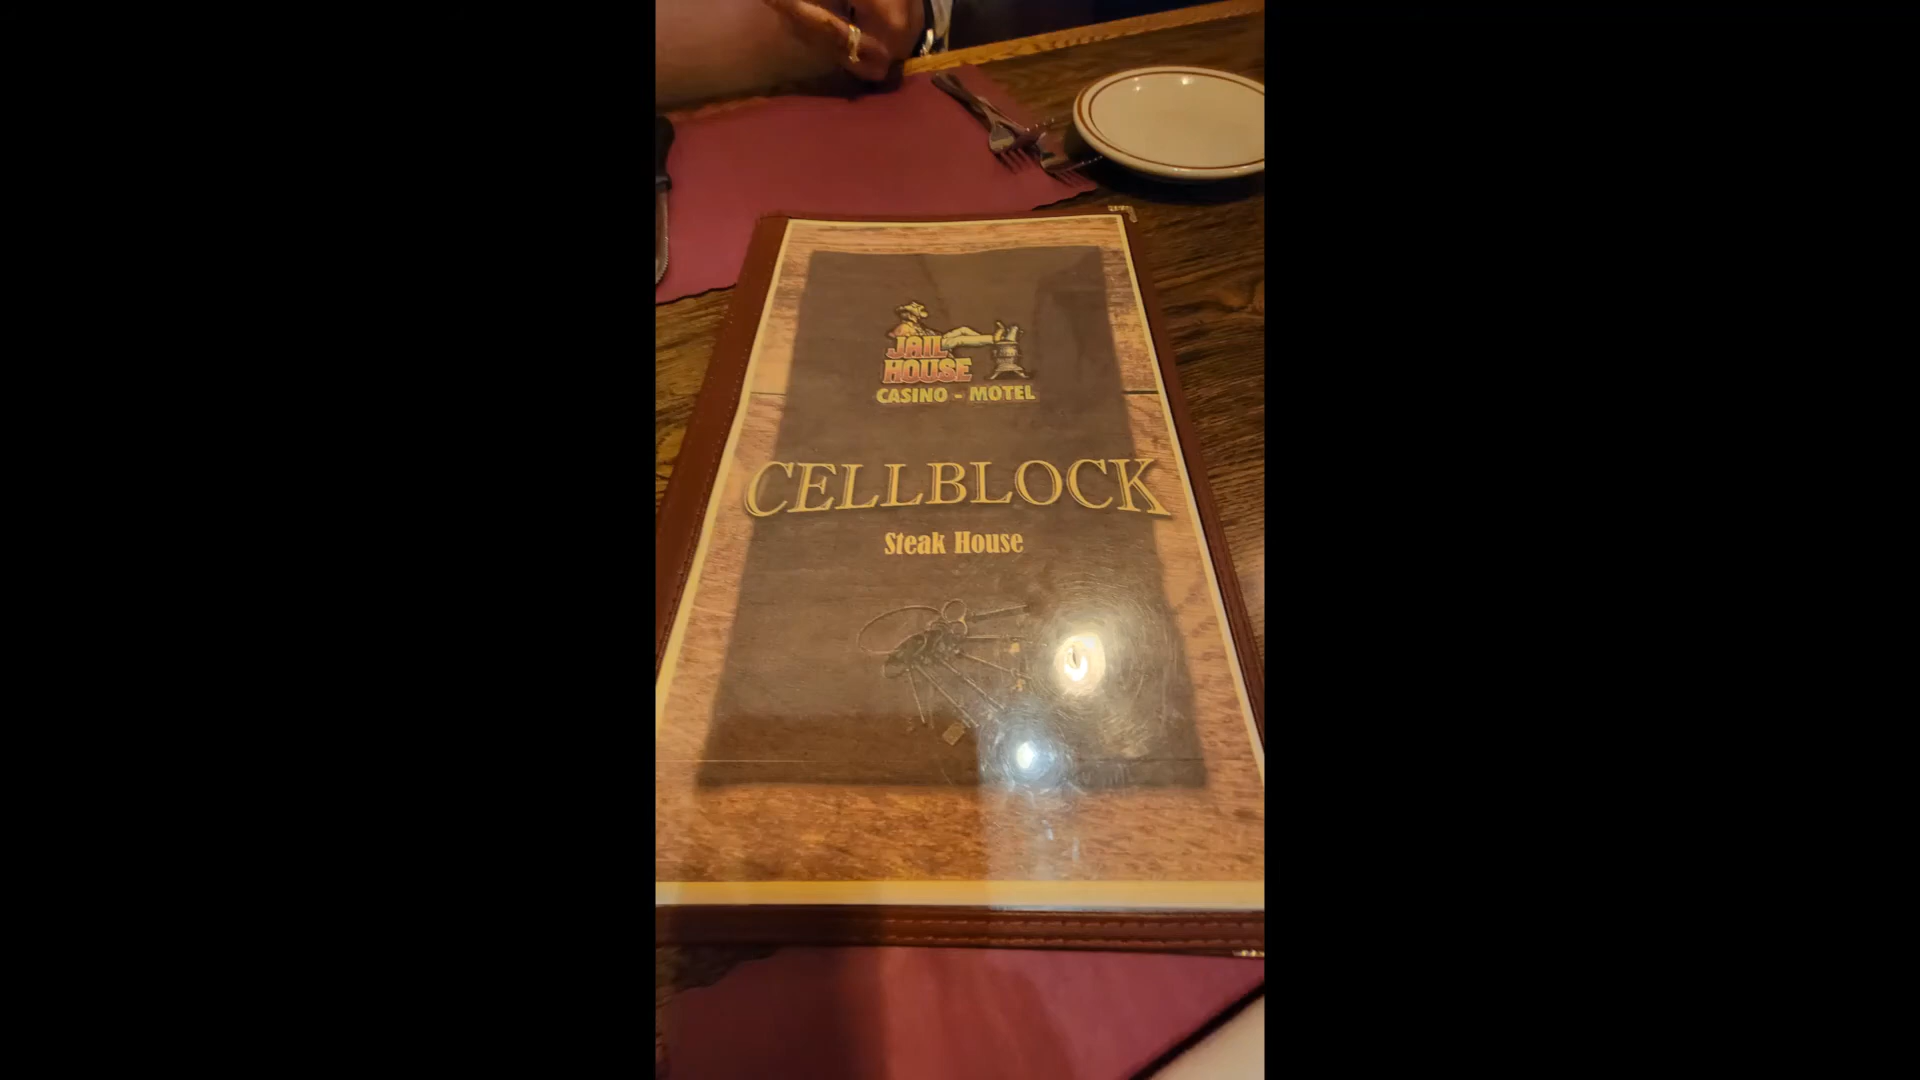 JAIL
HOUSE
CASINO - MOTEL
CELLBLOCK
Steak House